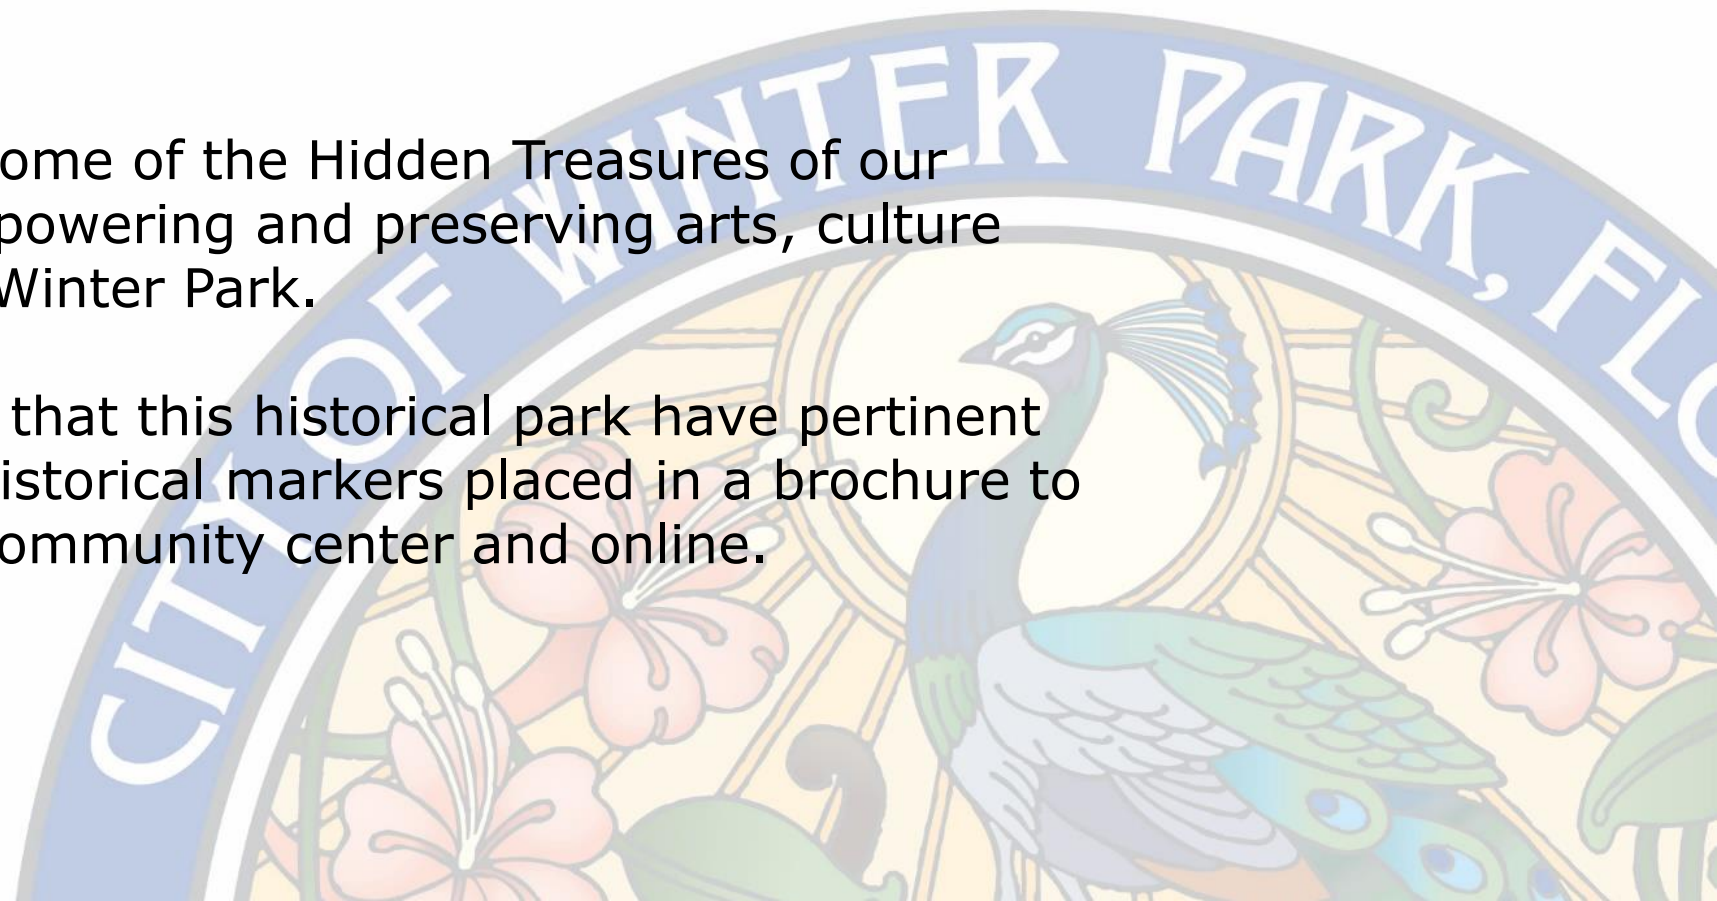 CITY OF WINTER PARK, FLO
ome of the Hidden Treasures of our
powering and preserving arts, culture
Winter Park.
that this historical park have pertinent
istorical markers placed in a brochure to
ommunity center and online.